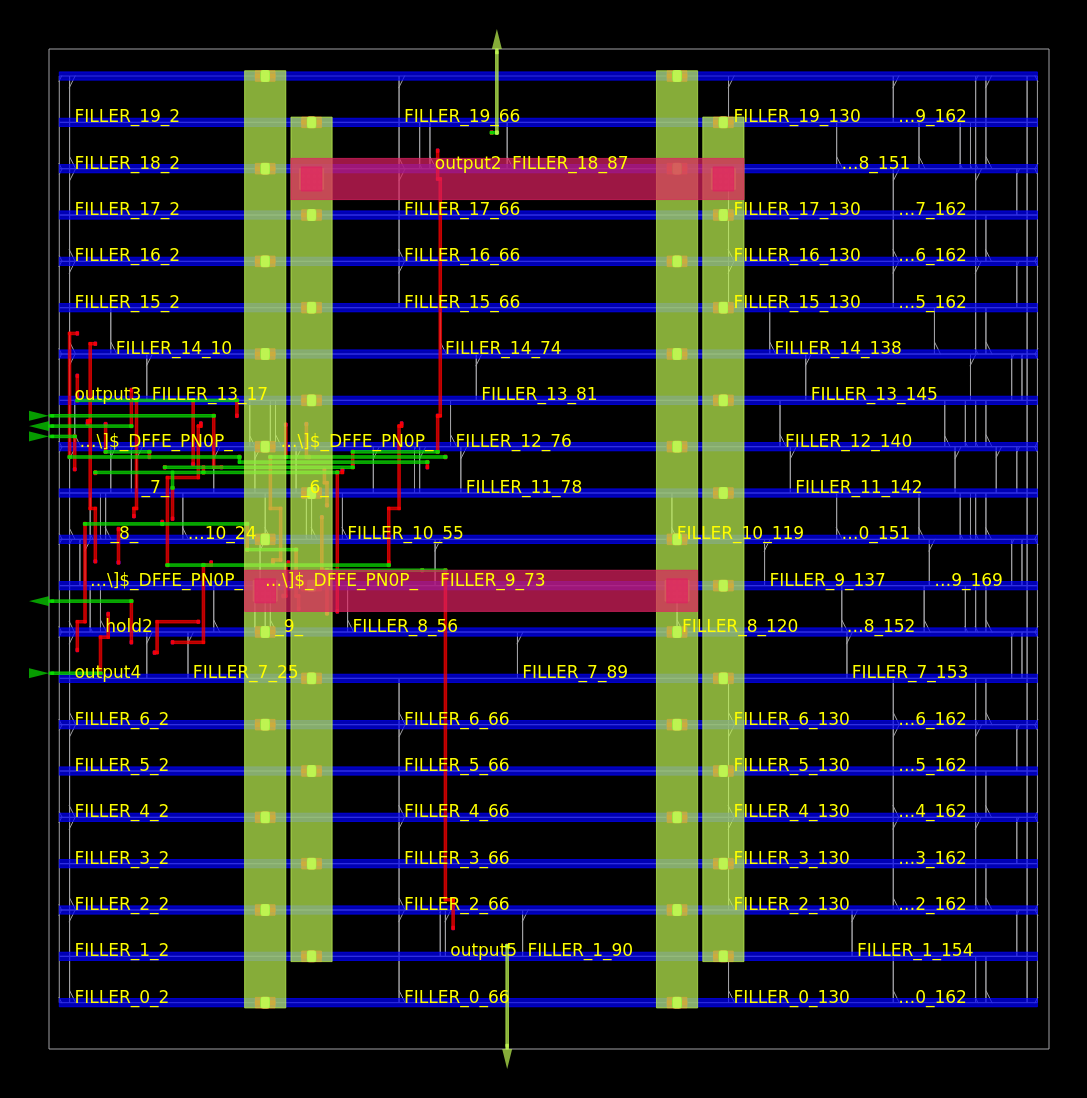 FILLER_19_2 FILLER_19_66 FILLER_19_130 ...9_162
FILLER_18_2 output2 FILLER_18_87 ...8_151
FILLER_17_2 FILLER_17_66 FILLER_17_130 ...7_162
FILLER_16_2 FILLER_16_66 FILLER_16_130 ...6_162
FILLER_15_2 FILLER_15_66 FILLER_15_130 ...5_162
FILLER_14_10 FILLER_14_74 FILLER_14_138
output3 FILLER_13_17 FILLER_13_81 FILLER_13_145
...\]$_DFFE_PN0P_ ...\]$_DFFE_PN0P_ FILLER_12_76 FILLER_12_140
_7_ _6_ FILLER_11_78 FILLER_11_142
_8_ ...10_24 FILLER_10_55 FILLER_10_119 ...0_151
...\]$_DFFE_PN0P_ ...\]$_DFFE_PN0P_ FILLER_9_73 FILLER_9_137 ...9_169
hold2 _9_ FILLER_8_56 FILLER_8_120 ...8_152
output4 FILLER_7_25 FILLER_7_89 FILLER_7_153
FILLER_6_2 FILLER_6_66 FILLER_6_130 ...6_162
FILLER_5_2 FILLER_5_66 FILLER_5_130 ...5_162
FILLER_4_2 FILLER_4_66 FILLER_4_130 ...4_162
FILLER_3_2 FILLER_3_66 FILLER_3_130 ...3_162
FILLER_2_2 FILLER_2_66 FILLER_2_130 ...2_162
FILLER_1_2 output5 FILLER_1_90 FILLER_1_154
FILLER_0_2 FILLER_0_66 FILLER_0_130 ...0_162